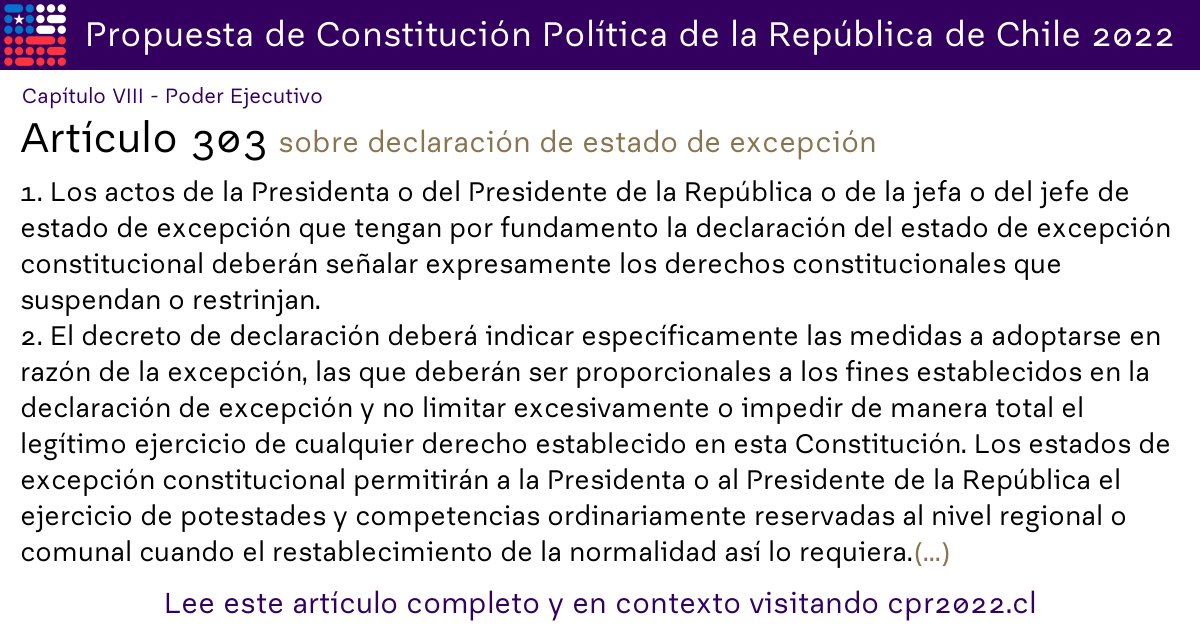 Propuesta de Constitución Política de la República de Chile 2022
Capítulo VIII - Poder Ejecutivo
Artículo 303 sobre declaración de estado de excepción
1. Los actos de la Presidenta o del Presidente de la República o de la jefa o del jefe de
estado de excepción que tengan por fundamento la declaración del estado de excepción
constitucional deberán señalar expresamente los derechos constitucionales que
suspendan o restrinjan.
2. El decreto de declaración deberá indicar específicamente las medidas a adoptarse en
razón de la excepción, las que deberán ser proporcionales a los fines establecidos en la
declaración de excepción y no limitar excesivamente o impedir de manera total el
legítimo ejercicio de cualquier derecho establecido en esta Constitución. Los estados de
excepción constitucional permitirán a la Presidenta o al Presidente de la República el
ejercicio de potestades y competencias ordinariamente reservadas al nivel regional o
comunal cuando el restablecimiento de la normalidad así lo requiera.(...)
Lee este artículo completo y en contexto visitando cpr2022.cl